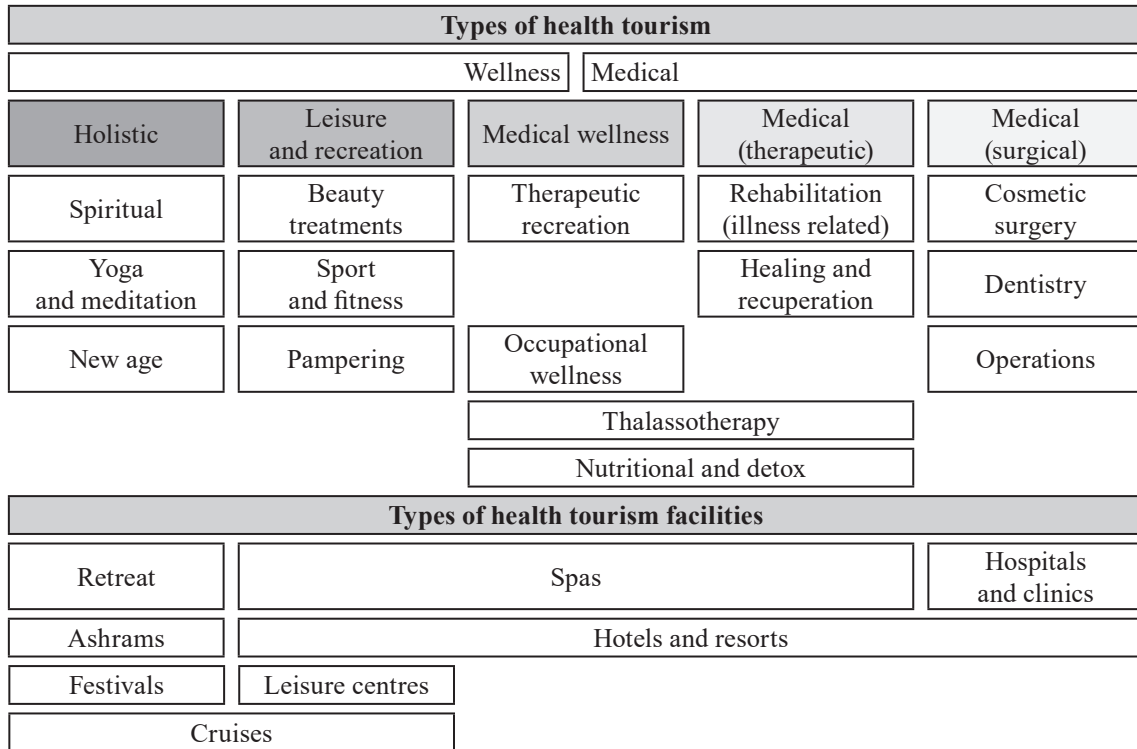 Types of health tourism
Wellness
Medical
Holistic
Leisure
and recreation
Medical wellness
Medical
(therapeutic)
Medical
(surgical)
Spiritual
Beauty
treatments
Therapeutic
recreation
Rehabilitation
(illness related)
Cosmetic
surgery
Yoga
and meditation
Sport
and fitness
Healing and
recuperation
Dentistry
New age
Pampering
Occupational
wellness
Operations
Thalassotherapy
Nutritional and detox
Types of health tourism facilities
Retreat
Spas
Hospitals
and clinics
Ashrams
Hotels and resorts
Festivals
Leisure centres
Cruises